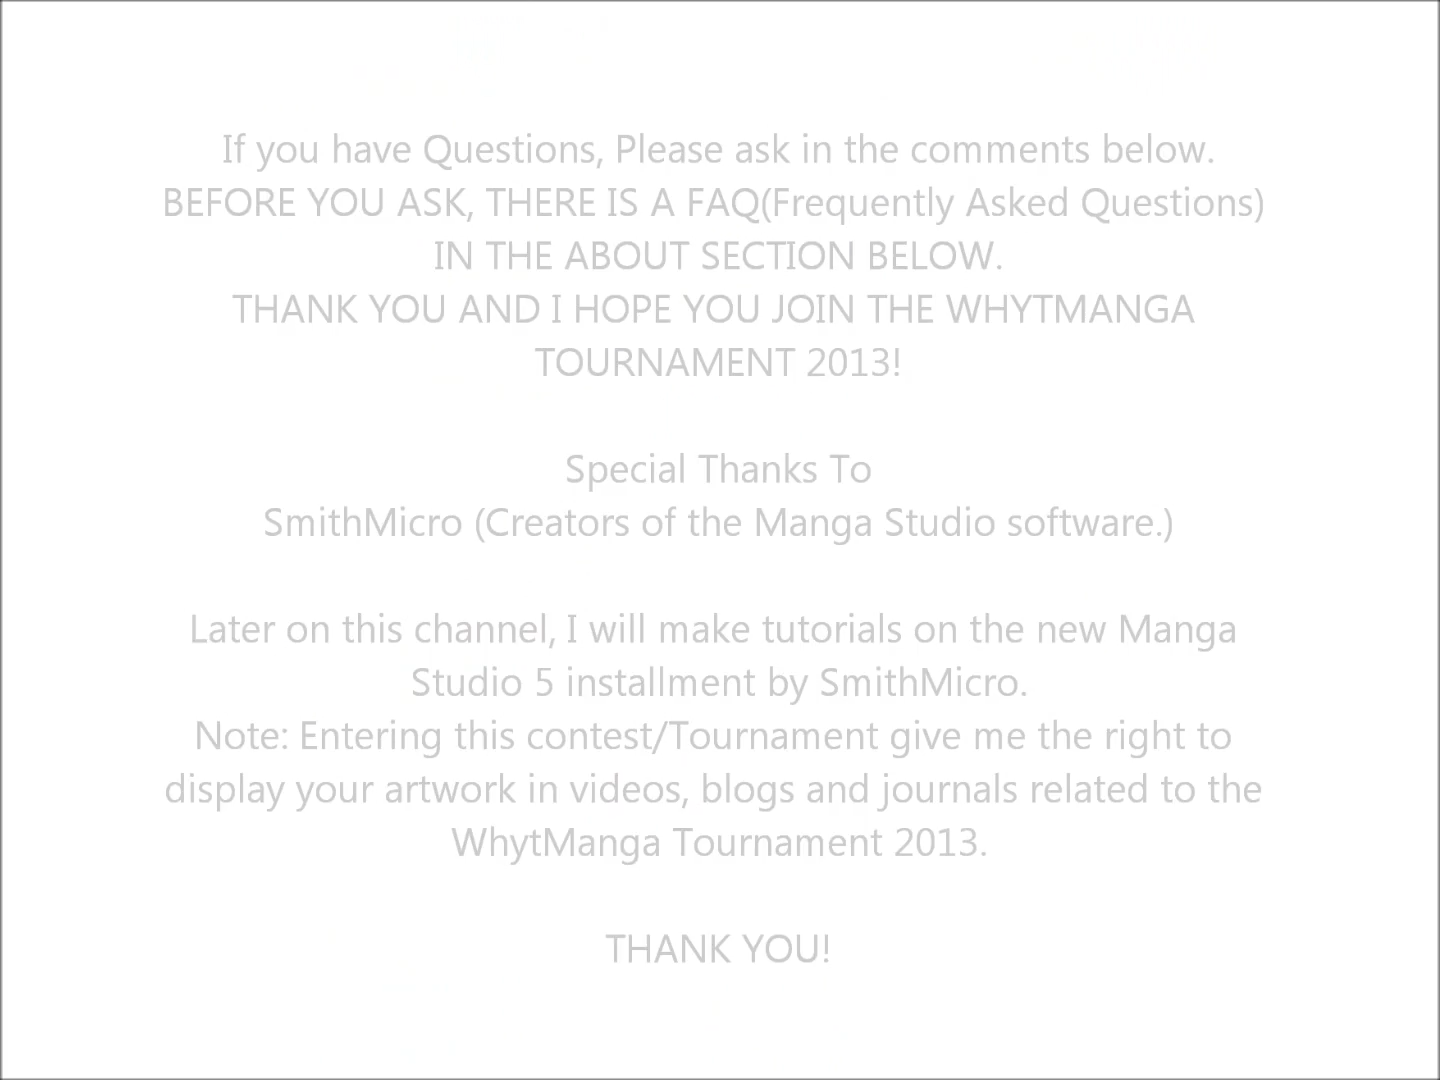 If you have Questions, Please ask in the comments below.
BEFORE YOU ASK, THERE IS A FAQ(Frequently Asked Questions)
IN THE ABOUT SECTION BELOW.
THANK YOU AND I HOPE YOU JOIN THE WHYTMANGA
TOURNAMENT 2013!
Special Thanks To
SmithMicro (Creators of the Manga Studio software.)
Later on this channel, I will make tutorials on the new Manga
Studio 5 installment by SmithMicro.
Note: Entering this contest/Tournament give me the right to
display your artwork in videos, blogs and journals related to the
WhytManga Tournament 2013.
THANK YOU!